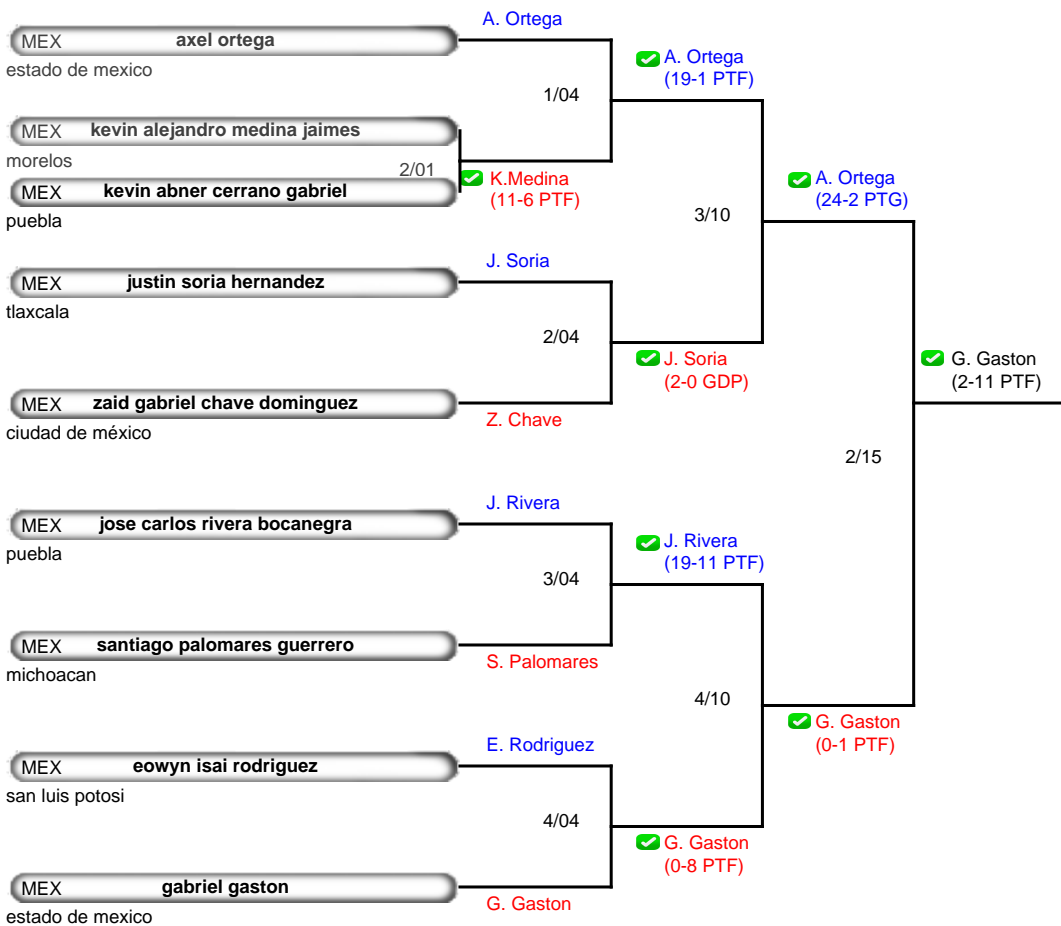 A. Ortega
MEX axel ortega
estado de mexico
A. Ortega
(19-1 PTF)
1/04
MEX kevin alejandro medina jaimes
morelos
2/01
K.Medina
(11-6 PTF)
A. Ortega
(24-2 PTG)
MEX kevin abner cerrano gabriel
puebla
3/10
J. Soria
MEX justin soria hernandez
tlaxcala
2/04
J. Soria
(2-0 GDP)
G. Gaston
(2-11 PTF)
MEX zaid gabriel chave dominguez
Z. Chave
ciudad de méxico
2/15
J. Rivera
MEX jose carlos rivera bocanegra
puebla
J. Rivera
(19-11 PTF)
3/04
MEX santiago palomares guerrero
S. Palomares
michoacan
4/10
G. Gaston
(0-1 PTF)
E. Rodriguez
MEX eowyn isai rodriguez
san luis potosi
4/04
G. Gaston
(0-8 PTF)
MEX gabriel gaston
G. Gaston
estado de mexico